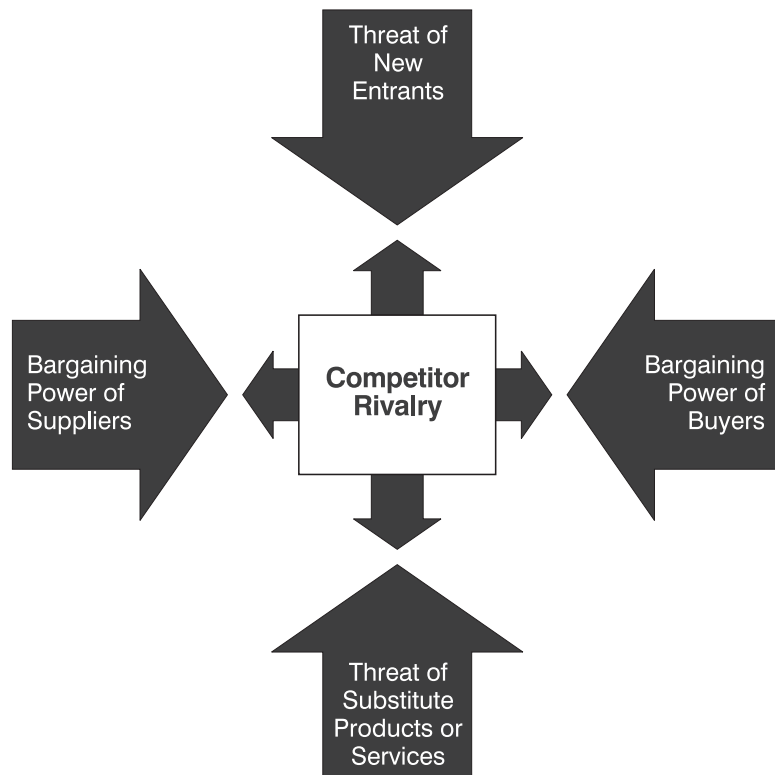 Threat of
New
Entrants
Bargaining
Power of
Suppliers
Competitor
Rivalry
Bargaining
Power of
Buyers
Threat of
Substitute
Products or
Services